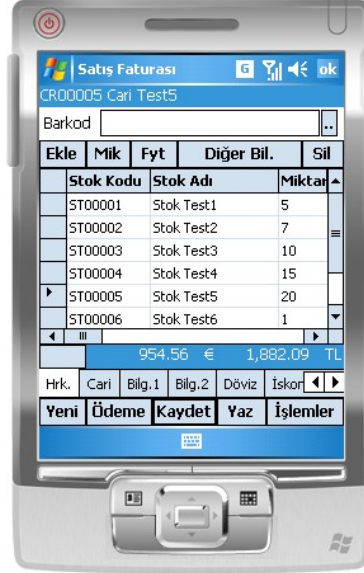 Satış Faturası G ok
CR00005 Cari Test5
Barkod ..
Ekle Mik Fyt Diğer Bil. Sil
Stok Kodu Stok Adı Miktar
ST00001 Stok Test1 5
ST00002 Stok Test2 7
ST00003 Stok Test3 10
ST00004 Stok Test4 15
ST00005 Stok Test5 20
ST00006 Stok Test6 1
954.56 € 1,882.09 TL
Hrk. Cari Bilg.1 Bilg.2 Döviz İskor
Yeni Ödeme Kaydet Yaz İşlemler